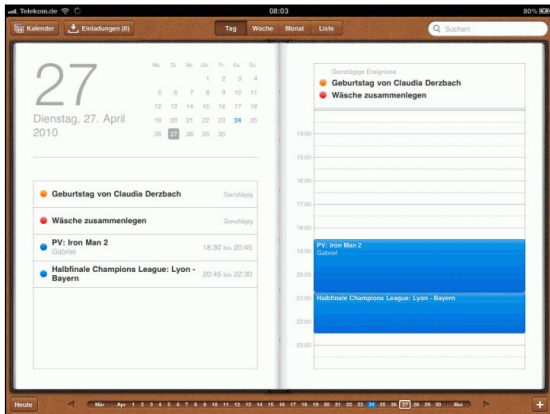 Telekom.de 08:03 80%
Kalender Einladungen (0) Tag Woche Monat Liste Suchen
27
Dienstag, 27. April
2010
Mo. Di. Mi. Do. Fr. Sa. So.
1 2 3 4
5 6 7 8 9 10 11
12 13 14 15 16 17 18
19 20 21 22 23 24 25
26 27 28 29 30
Geburtstag von Claudia Derzbach Ganztägig
Wäsche zusammenlegen Ganztägig
PV: Iron Man 2
Gabriel
18:30 bis 20:45
Halbfinale Champions League: Lyon -
Bayern
20:45 bis 22:30
Ganztägige Ereignisse
Geburtstag von Claudia Derzbach
Wäsche zusammenlegen
14:00
15:00
17:00
18:00
PV: Iron Man 2
Gabriel
19:00
20:00
21:00 Halbfinale Champions League: Lyon - Bayern
22:00
23:00
Heute Mär Apr 1 2 3 4 5 6 7 8 9 10 11 12 13 14 15 16 17 18 19 20 21 22 23 24 25 26 27 28 29 30 Mai +